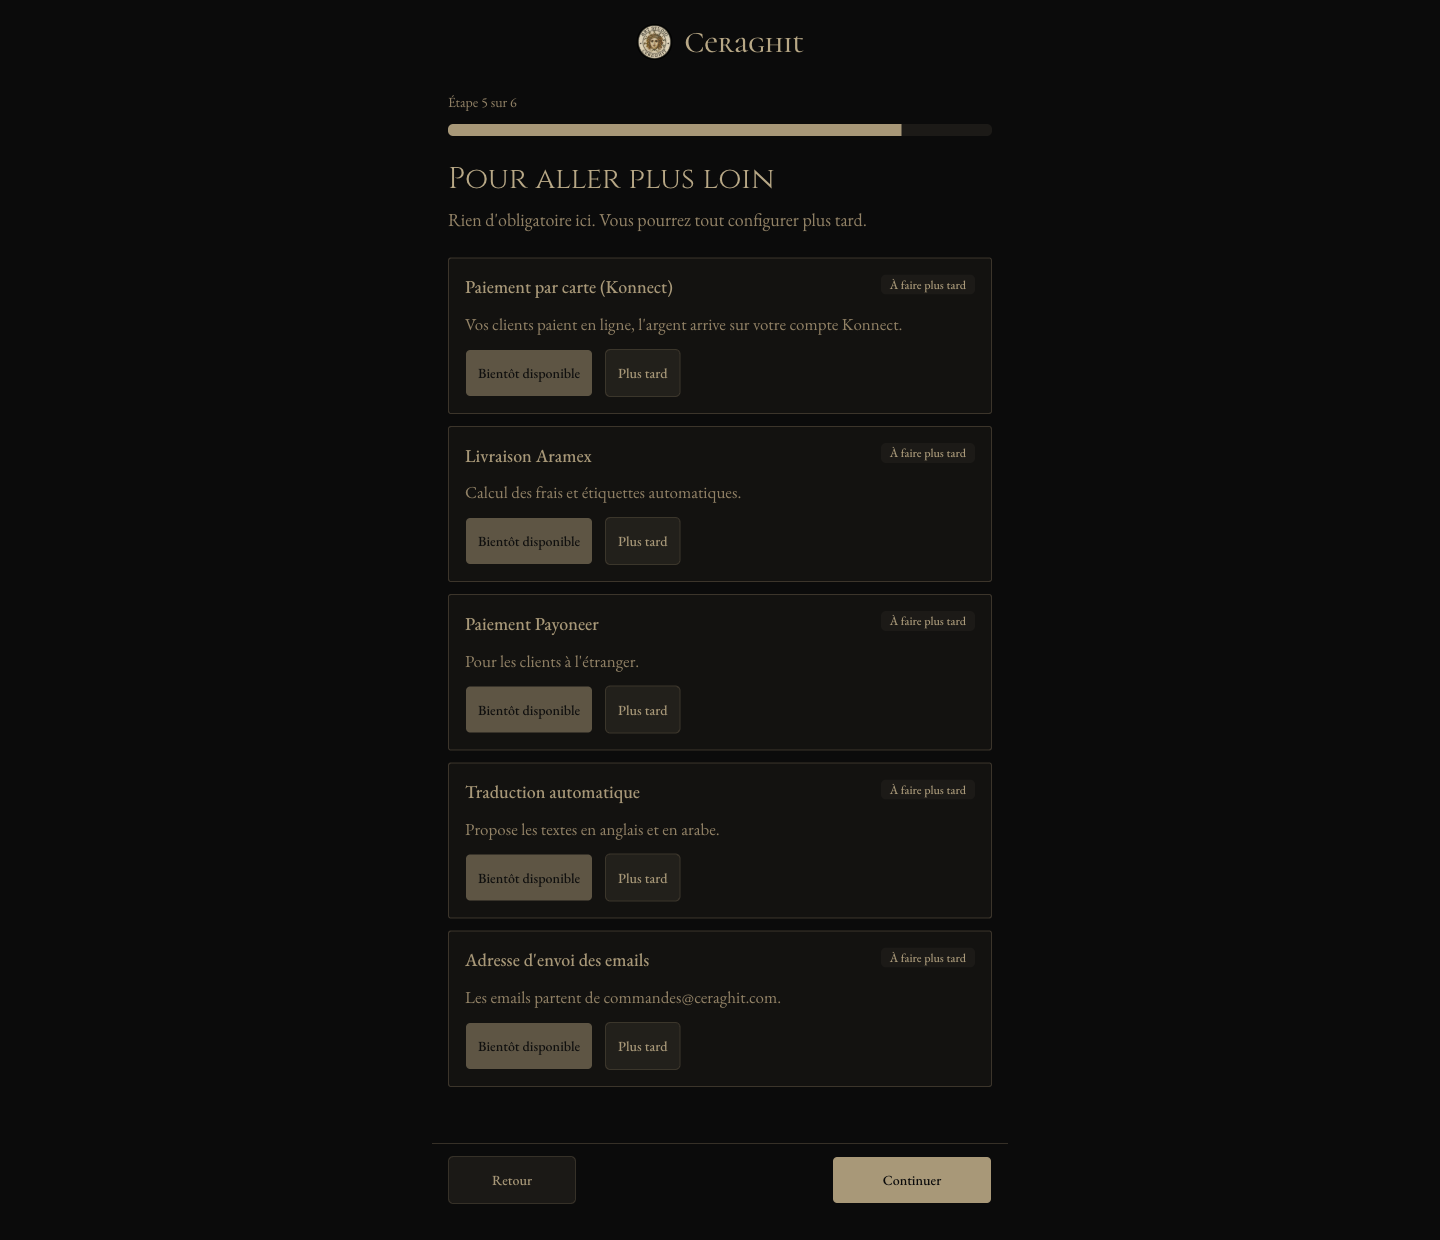 Ceraghit
Étape 5 sur 6
Pour aller plus loin
Rien d'obligatoire ici. Vous pourrez tout configurer plus tard.
Paiement par carte (Konnect)
À faire plus tard
Vos clients paient en ligne, l'argent arrive sur votre compte Konnect.
Bientôt disponible
Plus tard
Livraison Aramex
À faire plus tard
Calcul des frais et étiquettes automatiques.
Bientôt disponible
Plus tard
Paiement Payoneer
À faire plus tard
Pour les clients à l'étranger.
Bientôt disponible
Plus tard
Traduction automatique
À faire plus tard
Propose les textes en anglais et en arabe.
Bientôt disponible
Plus tard
Adresse d'envoi des emails
À faire plus tard
Les emails partent de commandes@ceraghit.com.
Bientôt disponible
Plus tard
Retour
Continuer